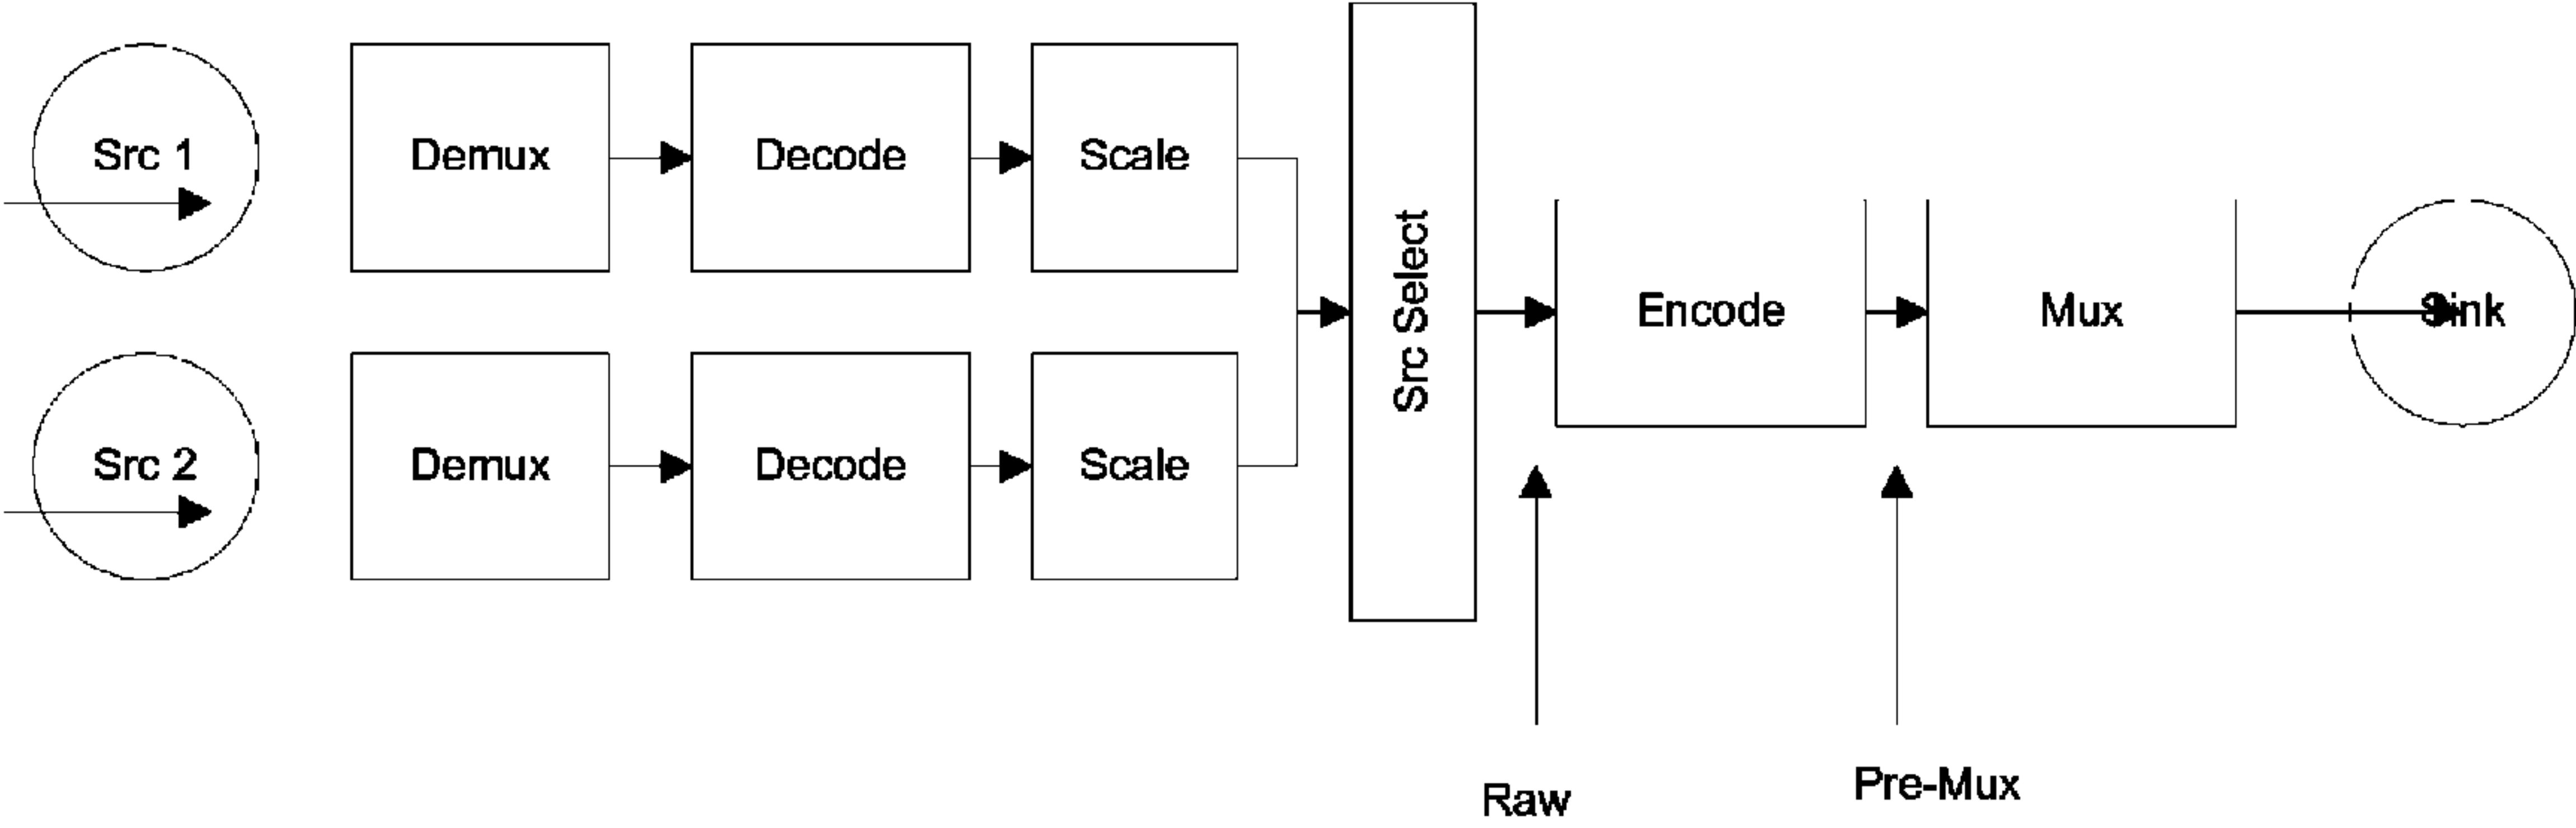 Src 1
Demux
Decode
Scale
Src 2
Demux
Decode
Scale
Src Select
Encode
Mux
Sink
Raw
Pre-Mux